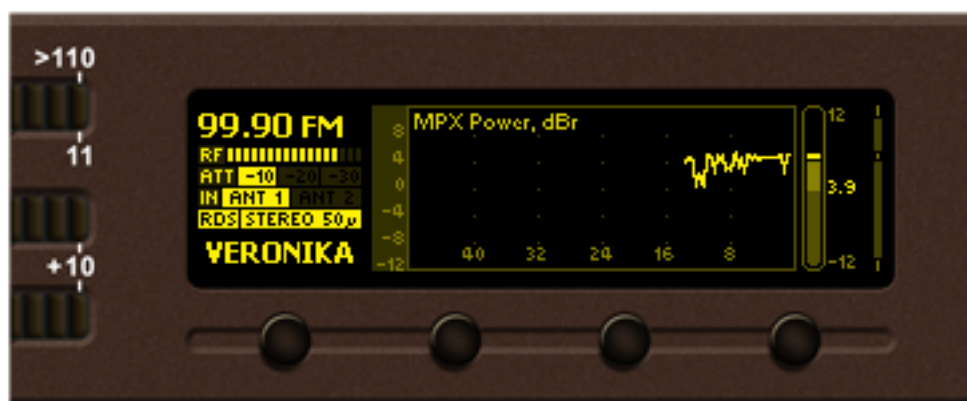 >110
11
+10
99.90 FM
RF
ATT -10 -20 -30
IN ANT 1 ANT 2
RDS STEREO 50µ
VERONIKA
MPX Power, dBr
8
4
0
-4
-8
-12
40 32 24 16 8
12
3.9
-12